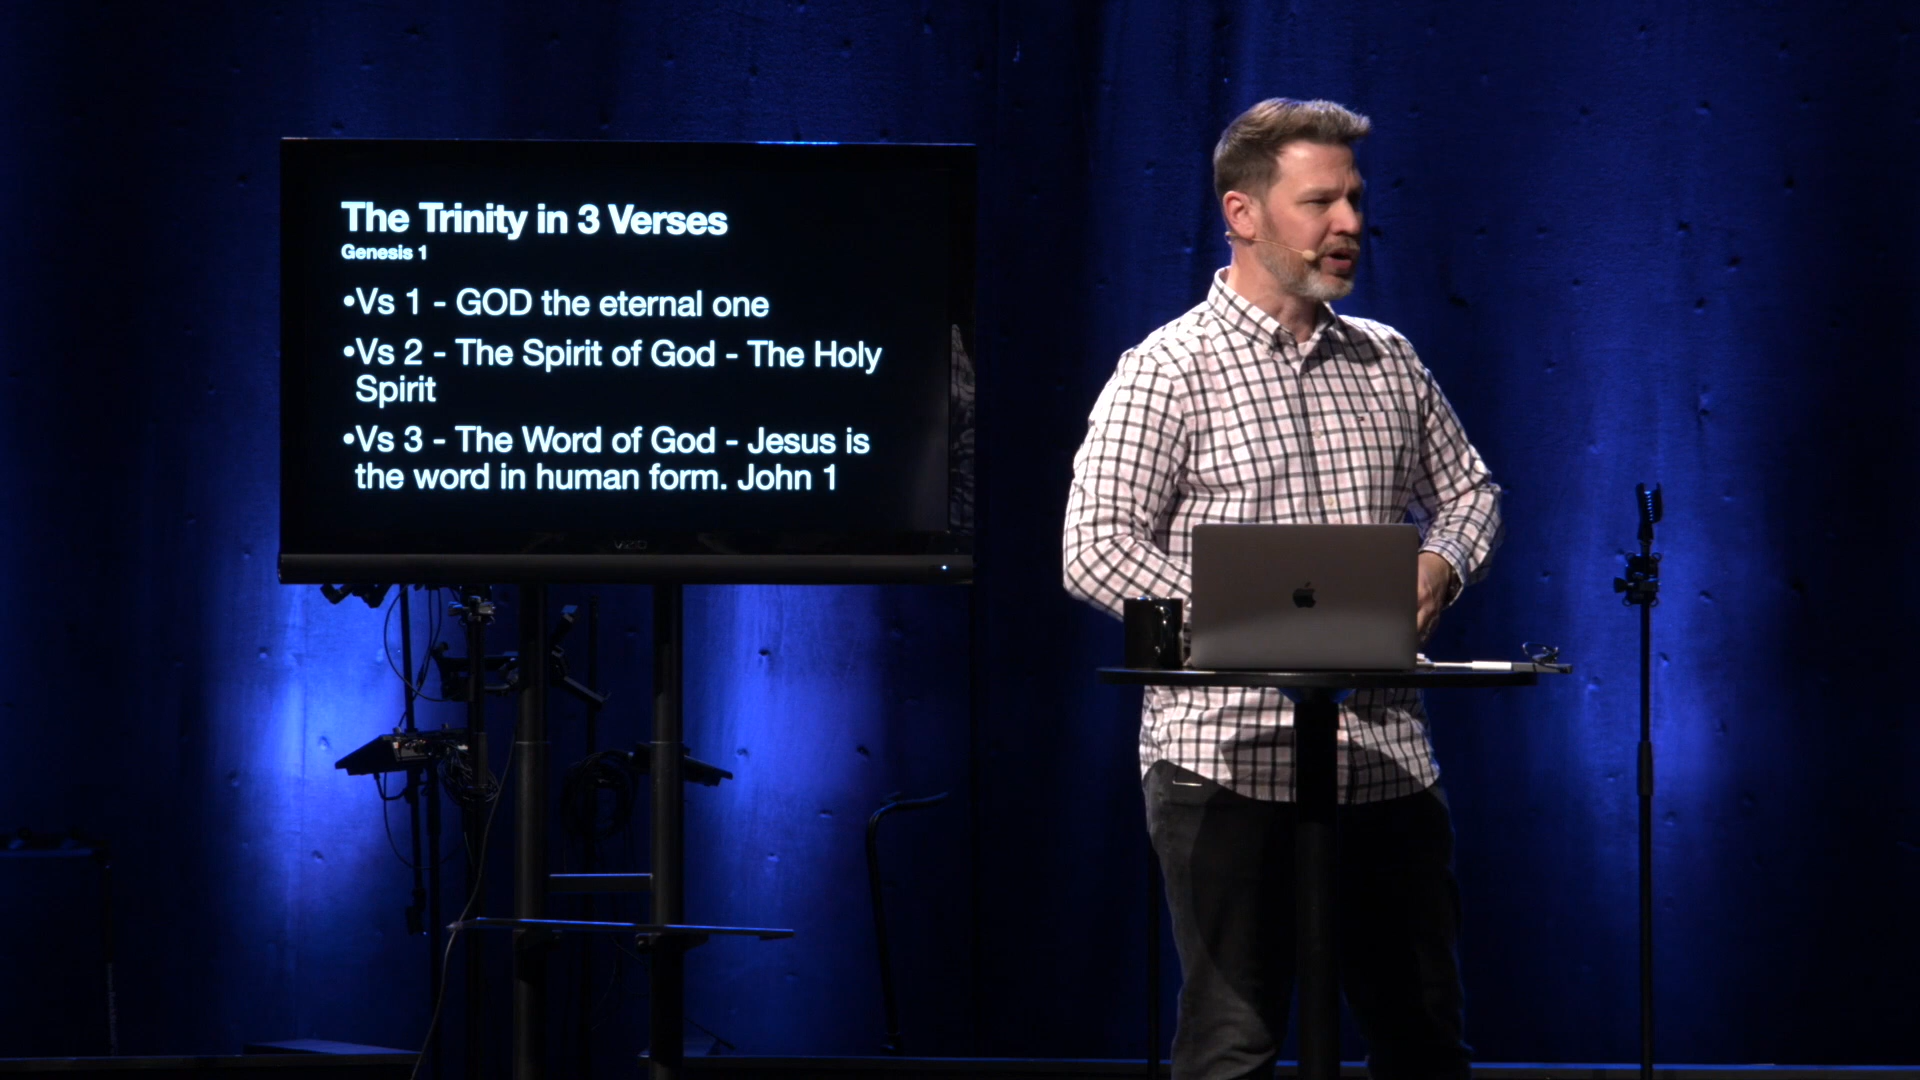 The Trinity in 3 Verses
Genesis 1
•Vs 1 - GOD the eternal one
•Vs 2 - The Spirit of God - The Holy
Spirit
•Vs 3 - The Word of God - Jesus is
the word in human form. John 1
VIZIO